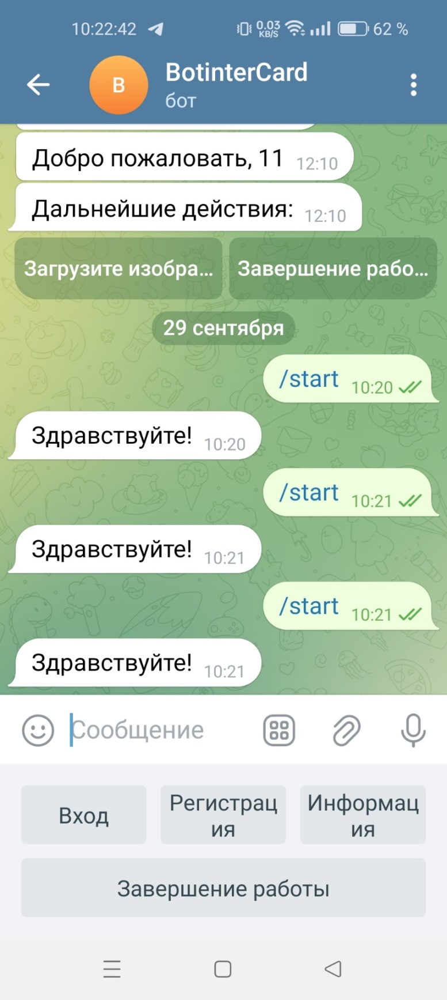 10:22:42 0.03 KB/S 62 %
B
BotinterCard
бот
Добро пожаловать, 11 12:10
Дальнейшие действия: 12:10
Загрузите изобра... Завершение рабо...
29 сентября
/start 10:20
Здравствуйте! 10:20
/start 10:21
Здравствуйте! 10:21
/start 10:21
Здравствуйте! 10:21
Сообщение
Вход
Регистрац
ия
Информац
ия
Завершение работы